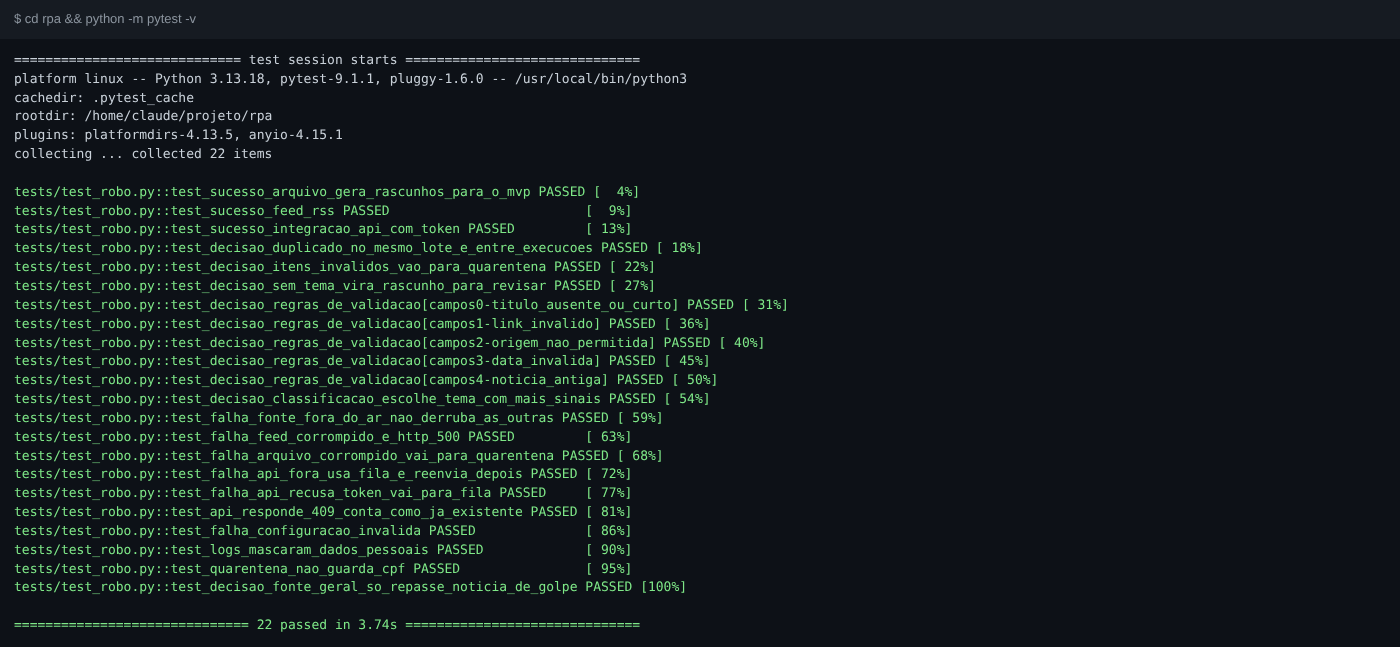 $ cd rpa && python -m pytest -v
============================= test session starts ==============================
platform linux -- Python 3.13.18, pytest-9.1.1, pluggy-1.6.0 -- /usr/local/bin/python3
cachedir: .pytest_cache
rootdir: /home/claude/projeto/rpa
plugins: platformdirs-4.13.5, anyio-4.15.1
collecting ... collected 22 items
tests/test_robo.py::test_sucesso_arquivo_gera_rascunhos_para_o_mvp PASSED [  4%]
tests/test_robo.py::test_sucesso_feed_rss PASSED                         [  9%]
tests/test_robo.py::test_sucesso_integracao_api_com_token PASSED         [ 13%]
tests/test_robo.py::test_decisao_duplicado_no_mesmo_lote_e_entre_execucoes PASSED [ 18%]
tests/test_robo.py::test_decisao_itens_invalidos_vao_para_quarentena PASSED [ 22%]
tests/test_robo.py::test_decisao_sem_tema_vira_rascunho_para_revisar PASSED [ 27%]
tests/test_robo.py::test_decisao_regras_de_validacao[campos0-titulo_ausente_ou_curto] PASSED [ 31%]
tests/test_robo.py::test_decisao_regras_de_validacao[campos1-link_invalido] PASSED [ 36%]
tests/test_robo.py::test_decisao_regras_de_validacao[campos2-origem_nao_permitida] PASSED [ 40%]
tests/test_robo.py::test_decisao_regras_de_validacao[campos3-data_invalida] PASSED [ 45%]
tests/test_robo.py::test_decisao_regras_de_validacao[campos4-noticia_antiga] PASSED [ 50%]
tests/test_robo.py::test_decisao_classificacao_escolhe_tema_com_mais_sinais PASSED [ 54%]
tests/test_robo.py::test_falha_fonte_fora_do_ar_nao_derruba_as_outras PASSED [ 59%]
tests/test_robo.py::test_falha_feed_corrompido_e_http_500 PASSED         [ 63%]
tests/test_robo.py::test_falha_arquivo_corrompido_vai_para_quarentena PASSED [ 68%]
tests/test_robo.py::test_falha_api_fora_usa_fila_e_reenvia_depois PASSED [ 72%]
tests/test_robo.py::test_falha_api_recusa_token_vai_para_fila PASSED     [ 77%]
tests/test_robo.py::test_api_responde_409_conta_como_ja_existente PASSED [ 81%]
tests/test_robo.py::test_falha_configuracao_invalida PASSED              [ 86%]
tests/test_robo.py::test_logs_mascaram_dados_pessoais PASSED             [ 90%]
tests/test_robo.py::test_quarentena_nao_guarda_cpf PASSED                [ 95%]
tests/test_robo.py::test_decisao_fonte_geral_so_repasse_noticia_de_golpe PASSED [100%]
============================== 22 passed in 3.74s ==============================